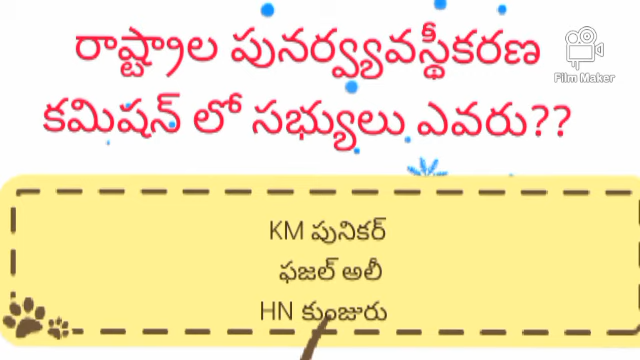 రాష్ట్రాల పునర్వ్యవస్థీకరణ
Film Maker
కమిషన్ లో సభ్యులు ఎవరు??
KM పునికర్
ఫజల్ అలీ
HN కుంజురు